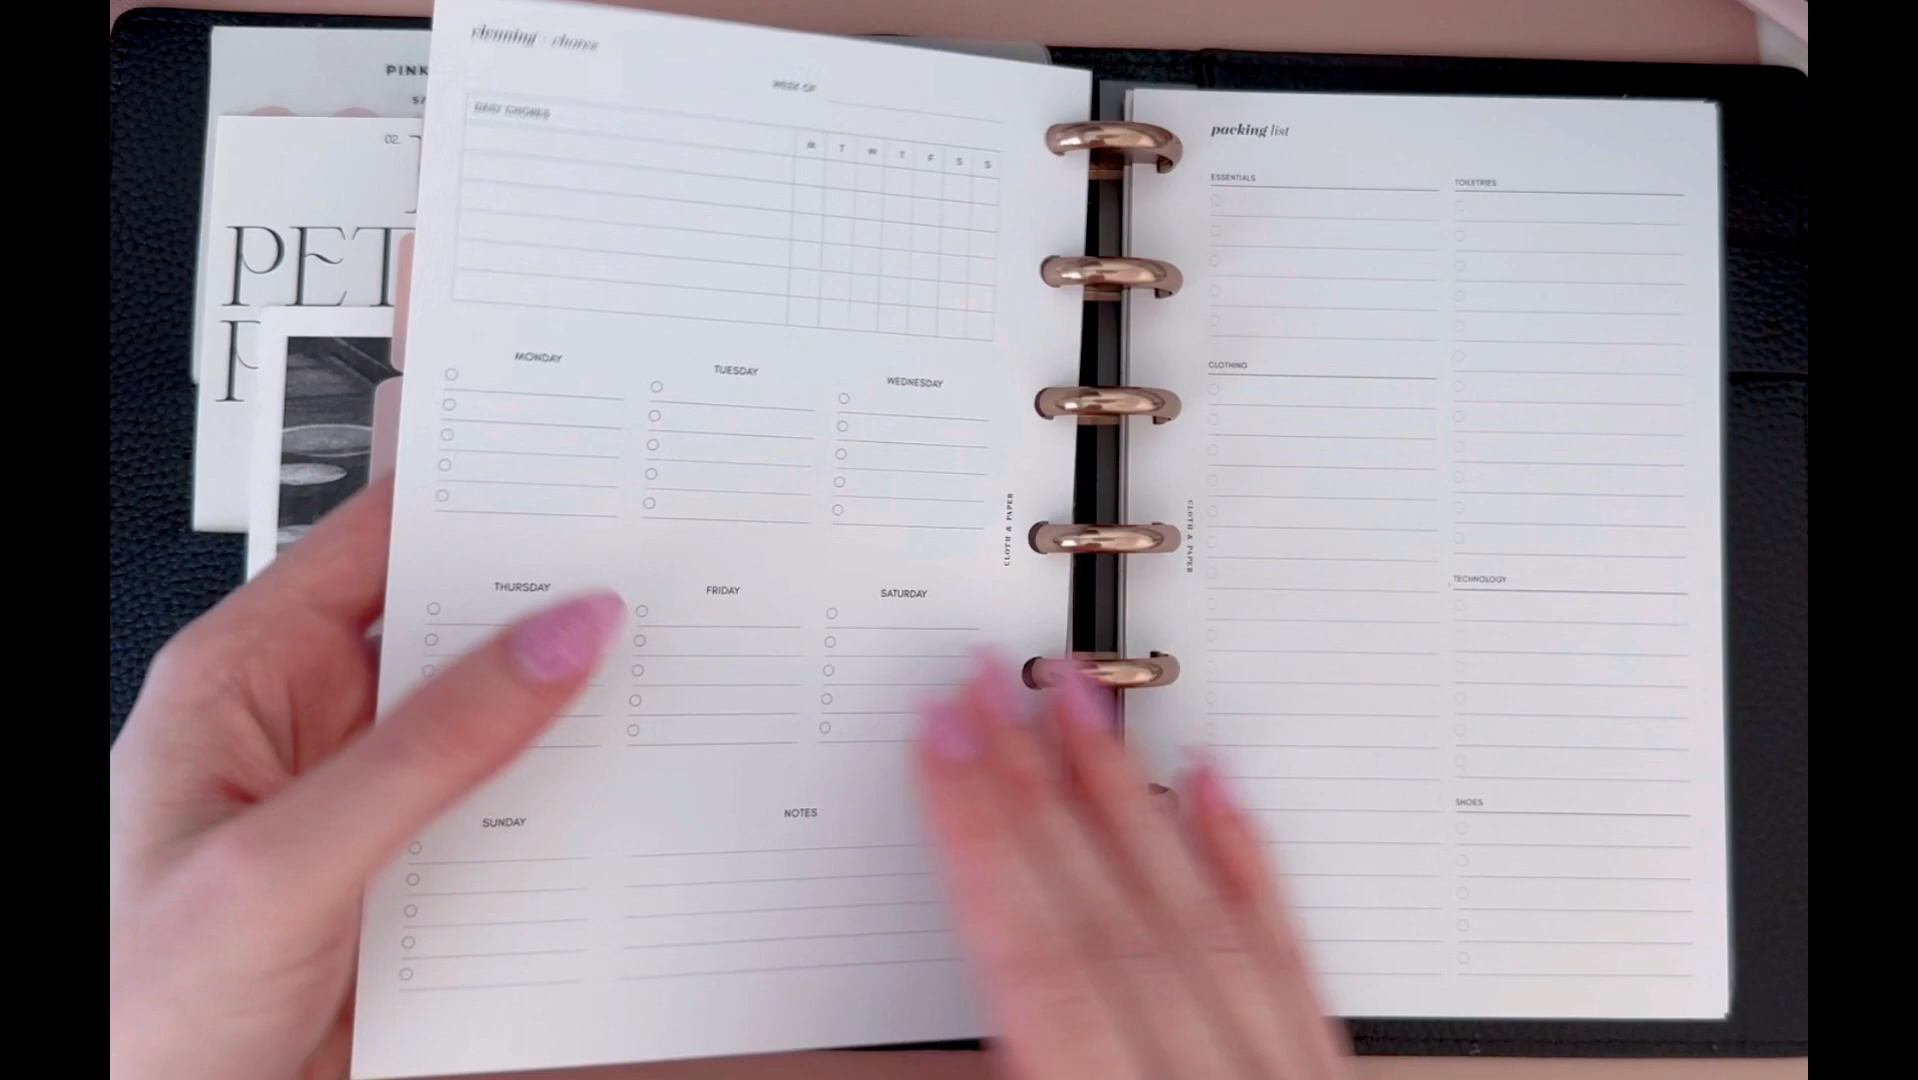 PINK
02.
PET
P
cleaning + chores
WEEK OF
DAILY CHORES
M T W T F S S
MONDAY
TUESDAY
WEDNESDAY
THURSDAY
FRIDAY
SATURDAY
SUNDAY
NOTES
CLOTH & PAPER
CLOTH & PAPER
packing list
ESSENTIALS
TOILETRIES
CLOTHING
TECHNOLOGY
SHOES